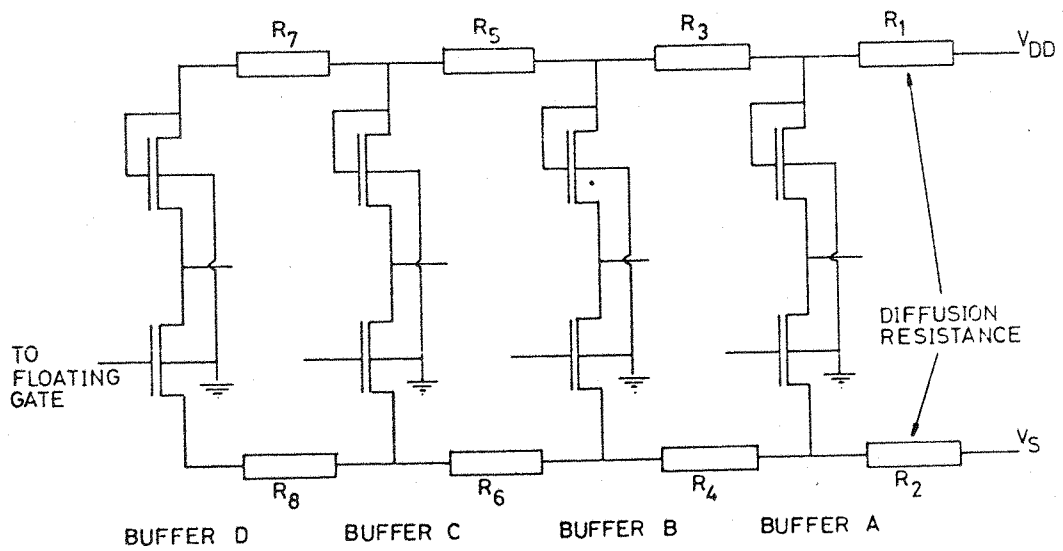 R7
R5
R3
R1
VDD
DIFFUSION
RESISTANCE
TO
FLOATING
GATE
VS
R8
R6
R4
R2
BUFFER D
BUFFER C
BUFFER B
BUFFER A